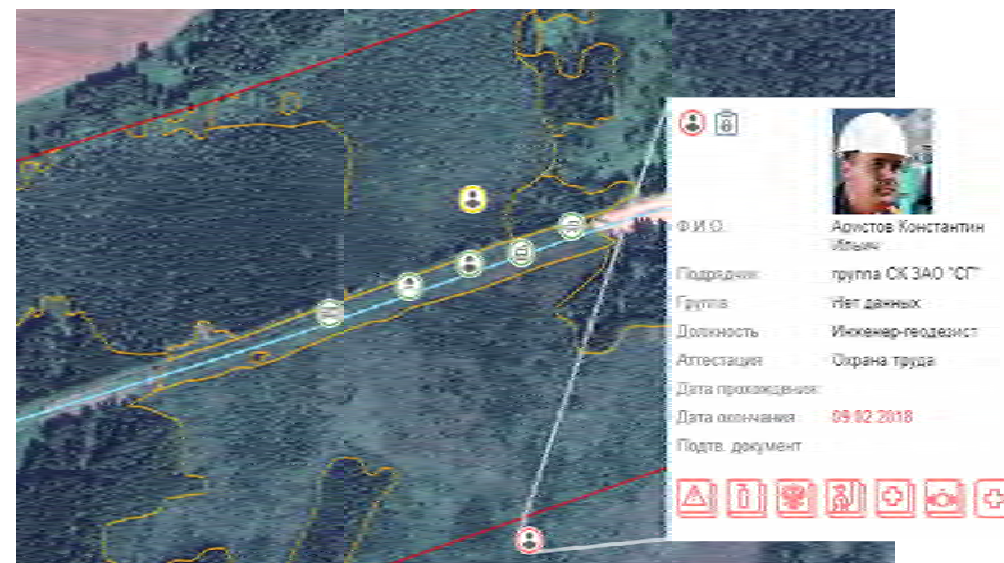 Ф.И.О.
Аристов Константин
Ильич
Подрядчик
группа СК ЗАО "СГ"
Группа
Нет данных
Должность
Инженер-геодезист
Аттестация
Охрана труда
Дата прохождения
Дата окончания
09.02.2018
Подтв. документ